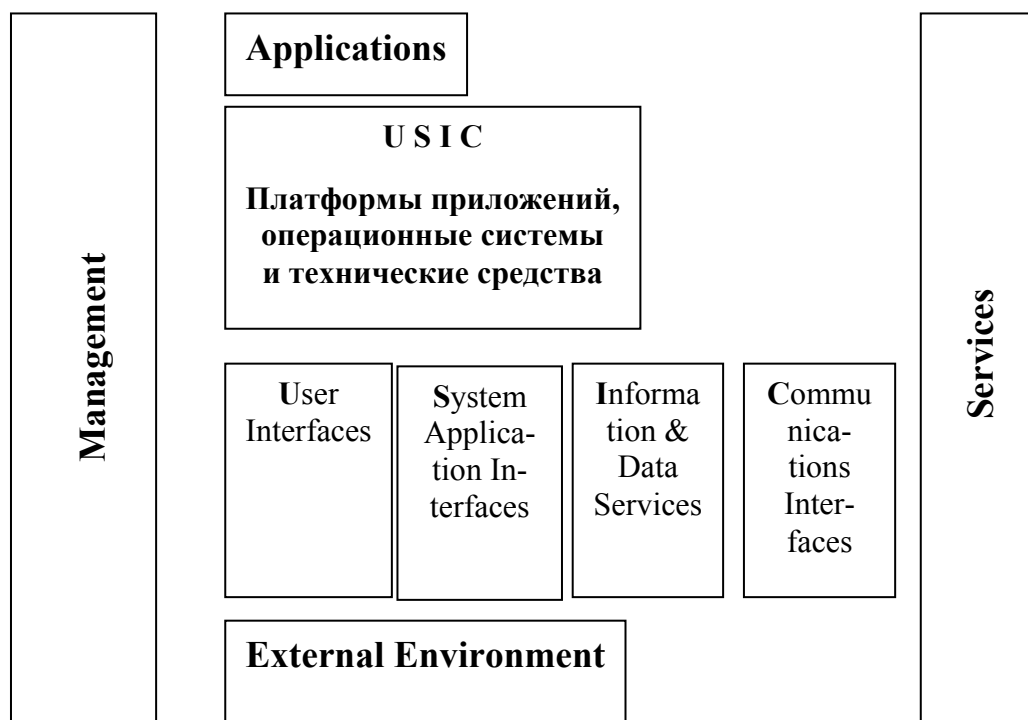 Management
Applications
U S I C
Платформы приложений,
операционные системы
и технические средства
User
Interfaces
System
Applica-
tion In-
terfaces
Informa
tion &
Data
Services
Commu
nica-
tions
Inter-
faces
External Environment
Services